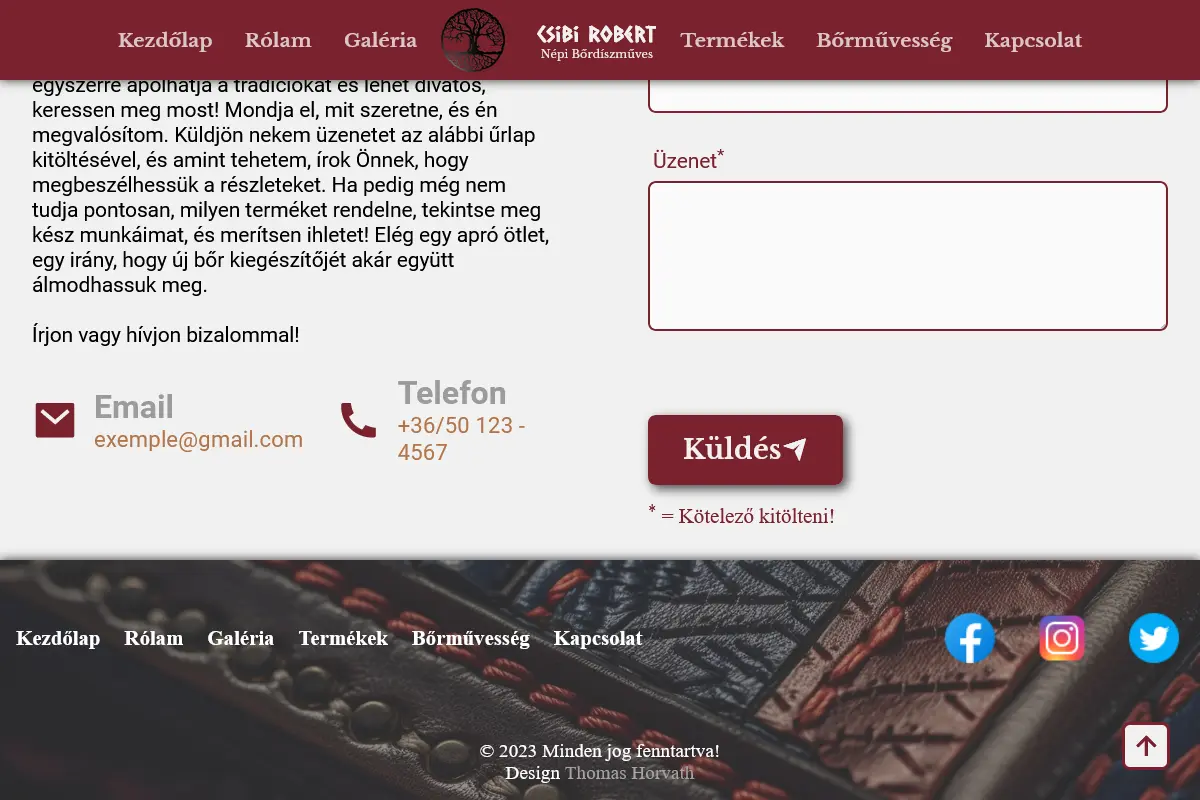 Kezdőlap Rólam Galéria CSIBI ROBERT Termékek Bőrművesség Kapcsolat
Népi Bőrdíszműves
egyszerre ápolhatja a tradíciókat és lehet divatos,
keressen meg most! Mondja el, mit szeretne, és én
megvalósítom. Küldjön nekem üzenetet az alábbi űrlap
kitöltésével, és amint tehetem, írok Önnek, hogy
megbeszélhessük a részleteket. Ha pedig még nem
tudja pontosan, milyen terméket rendelne, tekintse meg
kész munkáimat, és merítsen ihletet! Elég egy apró ötlet,
egy irány, hogy új bőr kiegészítőjét akár együtt
álmodhassuk meg.
Írjon vagy hívjon bizalommal!
Email
exemple@gmail.com
Telefon
+36/50 123 -
4567
Üzenet*
Küldés
* = Kötelező kitölteni!
Kezdőlap Rólam Galéria Termékek Bőrművesség Kapcsolat
© 2023 Minden jog fenntartva!
Design Thomas Horvath